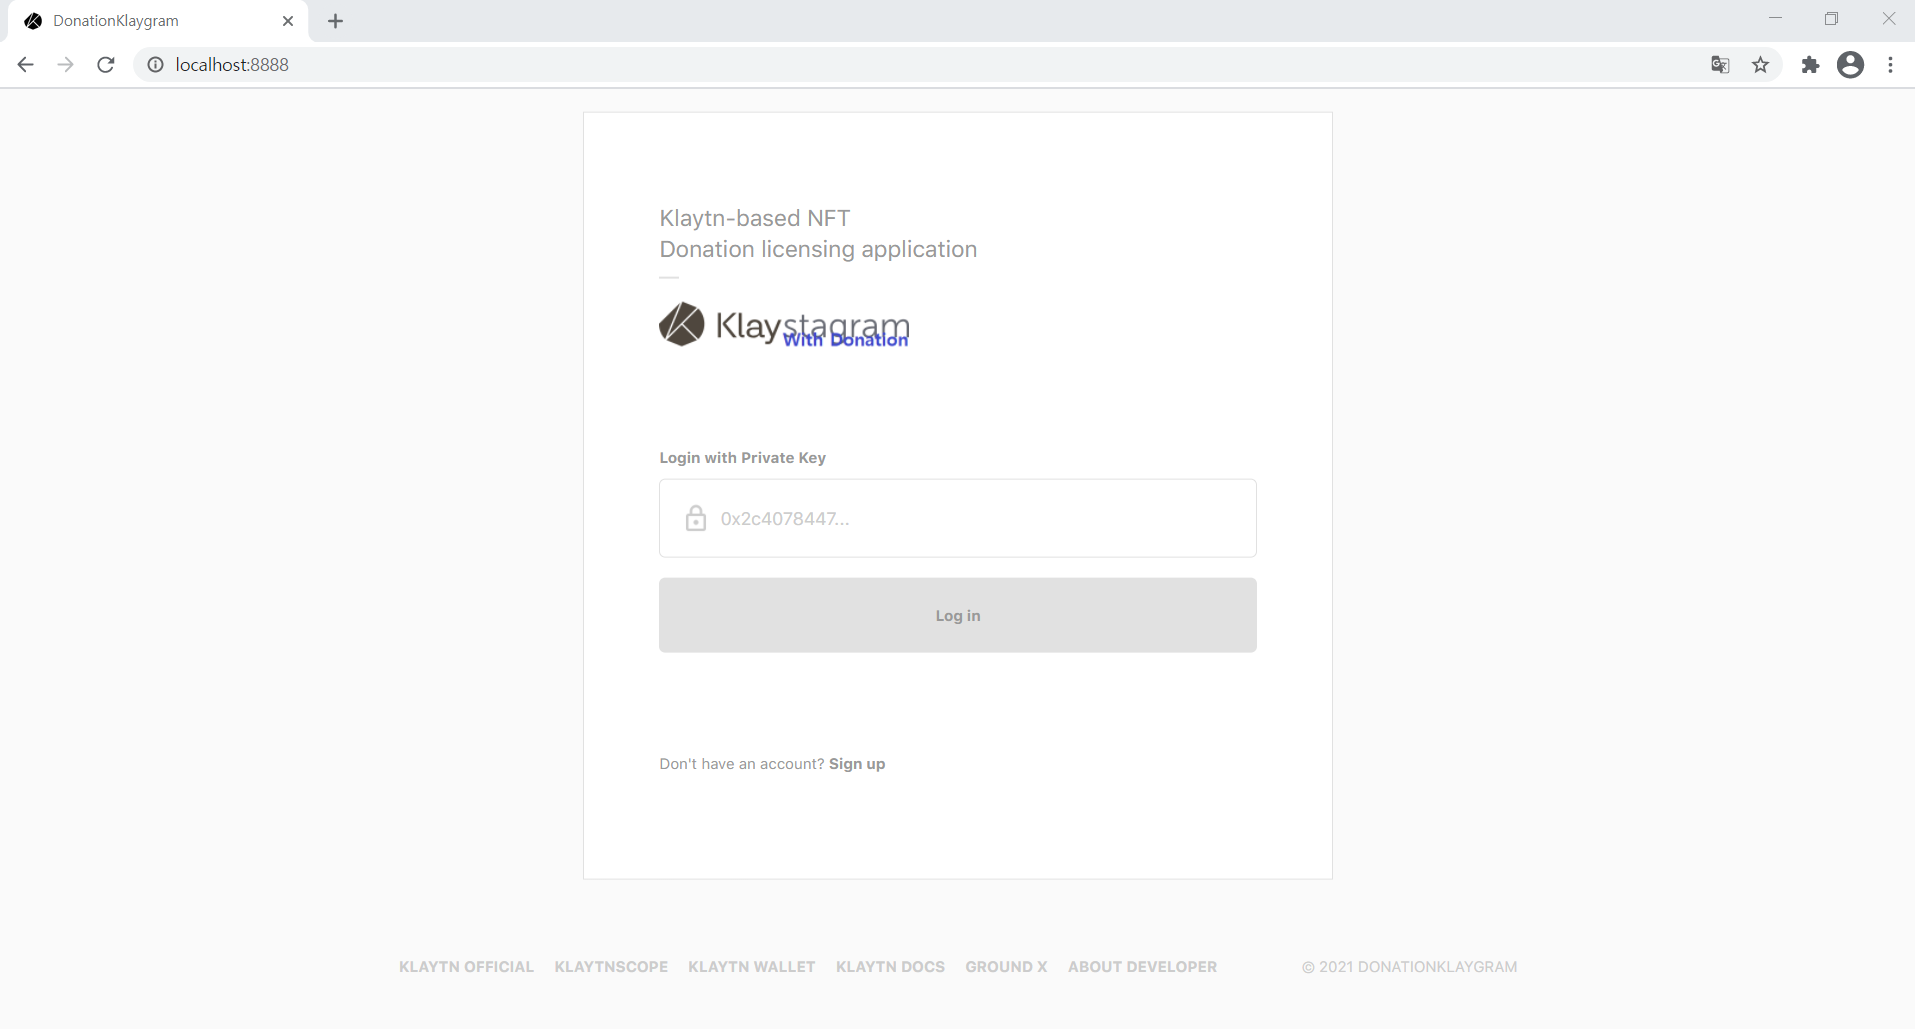 DonationKlaygram
localhost:8888
Klaytn-based NFT
Donation licensing application
Klaystagram
With Donation
Login with Private Key
0x2c4078447...
Log in
Don't have an account? Sign up
KLAYTN OFFICIAL KLAYTNSCOPE KLAYTN WALLET KLAYTN DOCS GROUND X ABOUT DEVELOPER © 2021 DONATIONKLAYGRAM